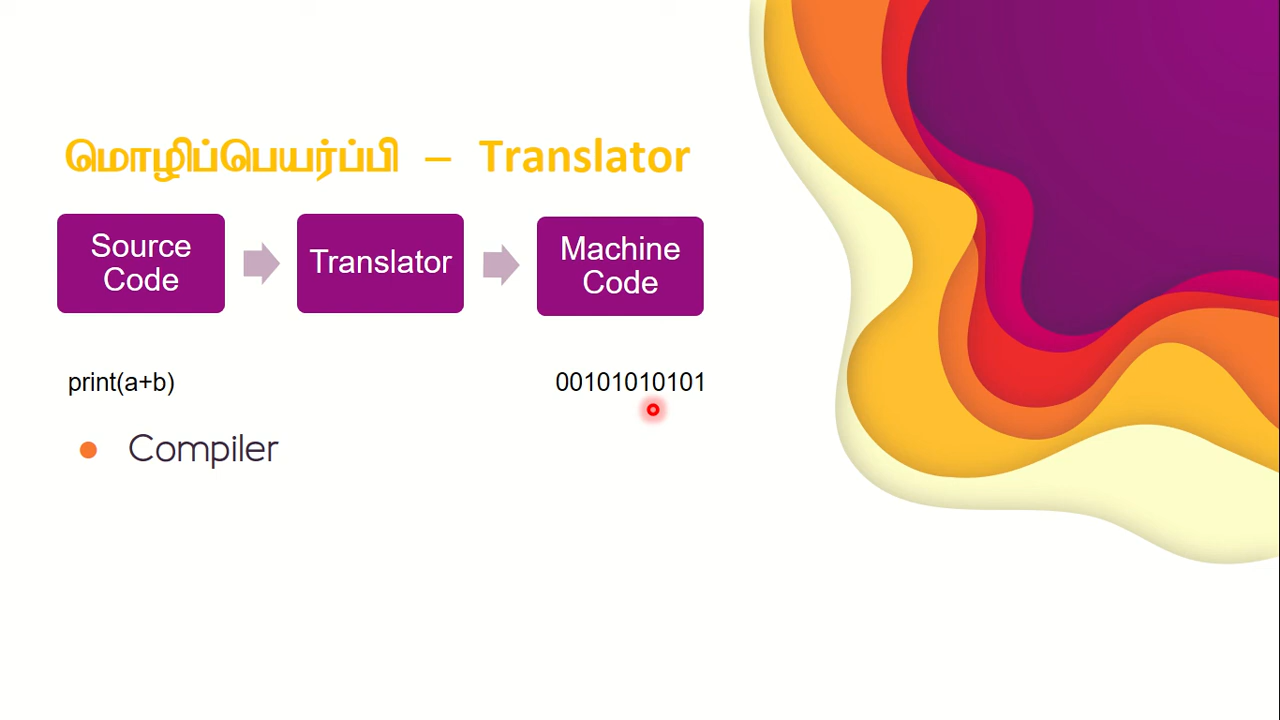 மொழிப்பெயர்ப்பி – Translator
Source Code
Translator
Machine Code
print(a+b)
00101010101
Compiler